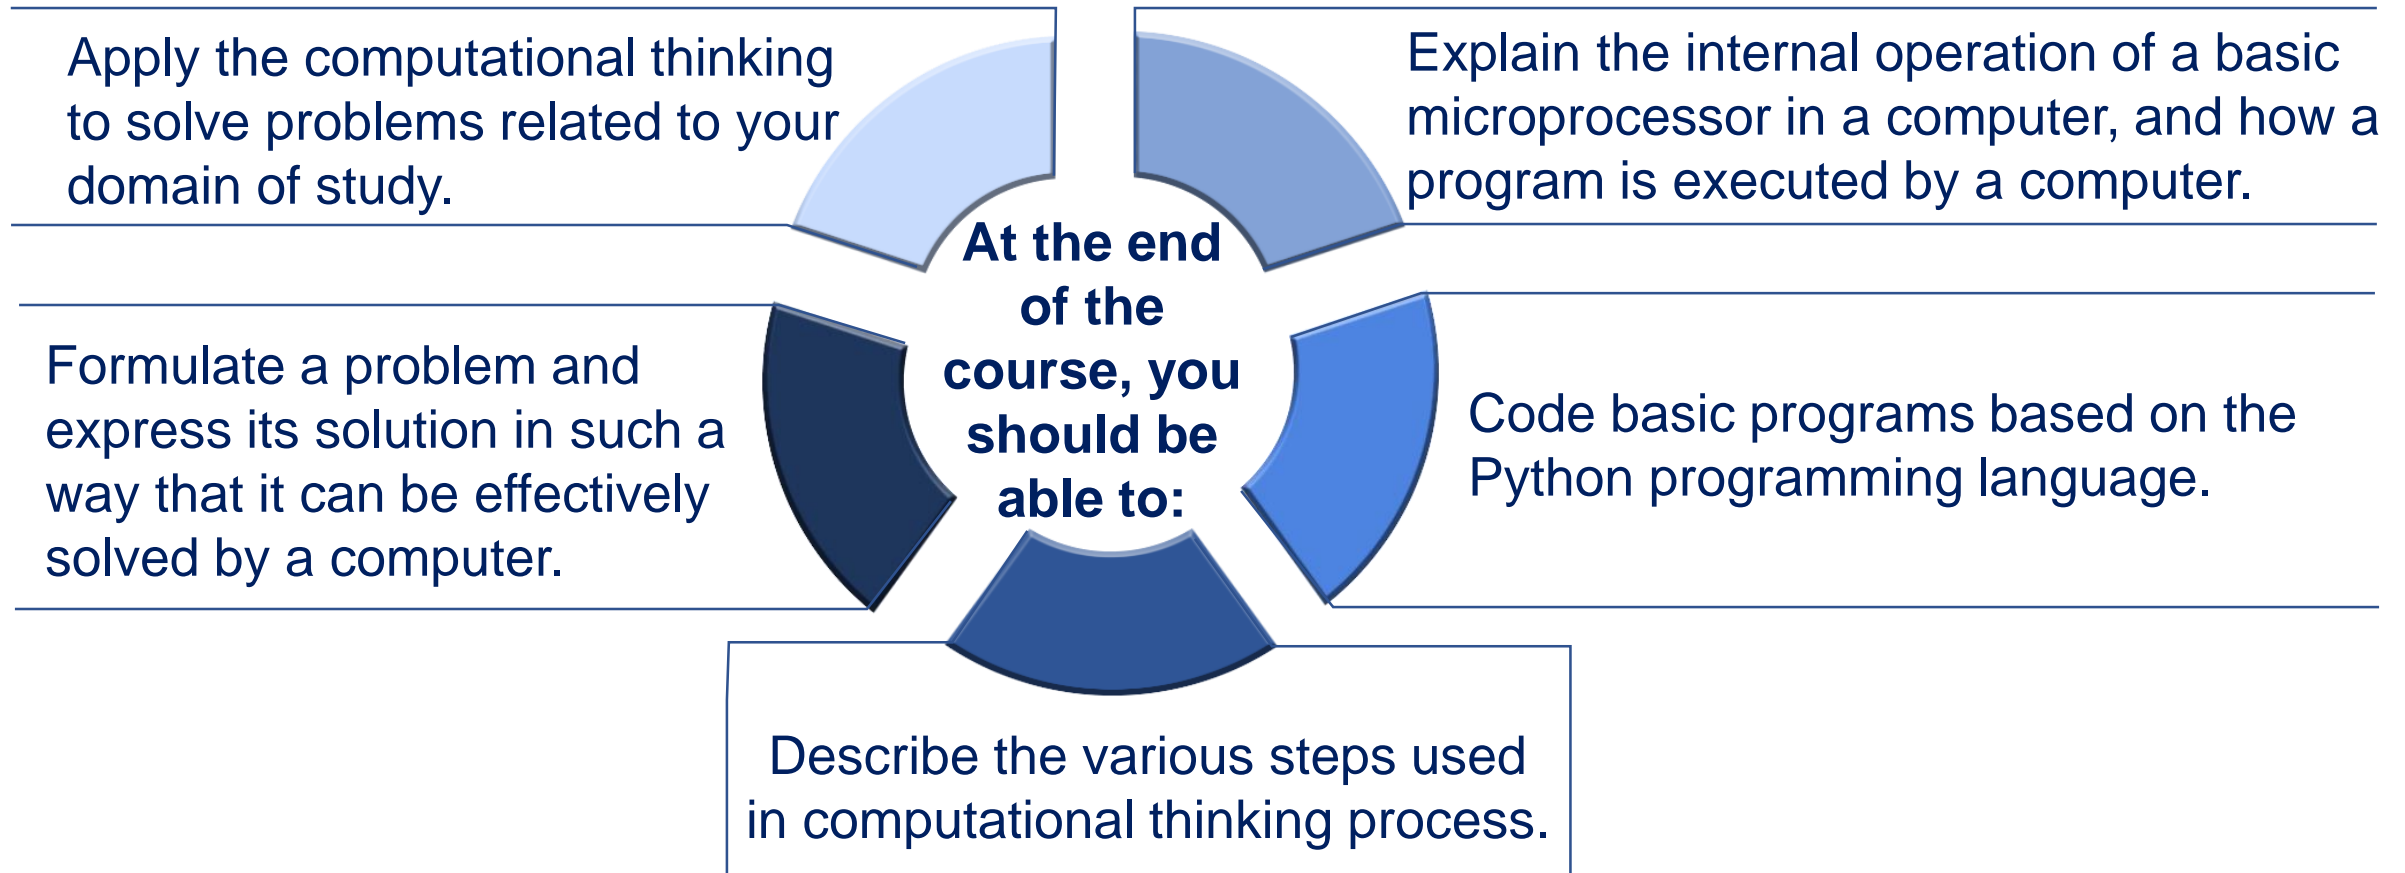 At the end
of the
course, you
should be
able to:
Explain the internal operation of a basic
microprocessor in a computer, and how a
program is executed by a computer.
Code basic programs based on the
Python programming language.
Describe the various steps used
in computational thinking process.
Formulate a problem and
express its solution in such a
way that it can be effectively
solved by a computer.
Apply the computational thinking
to solve problems related to your
domain of study.